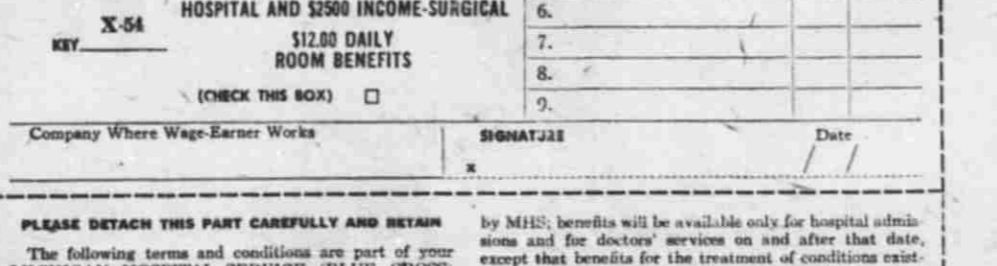 HOSPITAL AND $2500 INCOME-SURGICAL
X-54
KEY
$12.00 DAILY
ROOM BENEFITS
(CHECK THIS BOX) □
6.
7.
8.
9.
Company Where Wage-Earner Works
SIGNATURE
Date
x
/ /
PLEASE DETACH THIS PART CAREFULLY AND RETAIN
The following terms and conditions are part of your
by MHS; benefits will be available only for hospital admis-
sions and for doctors' services on and after that date,
except that benefits for the treatment of conditions exist-